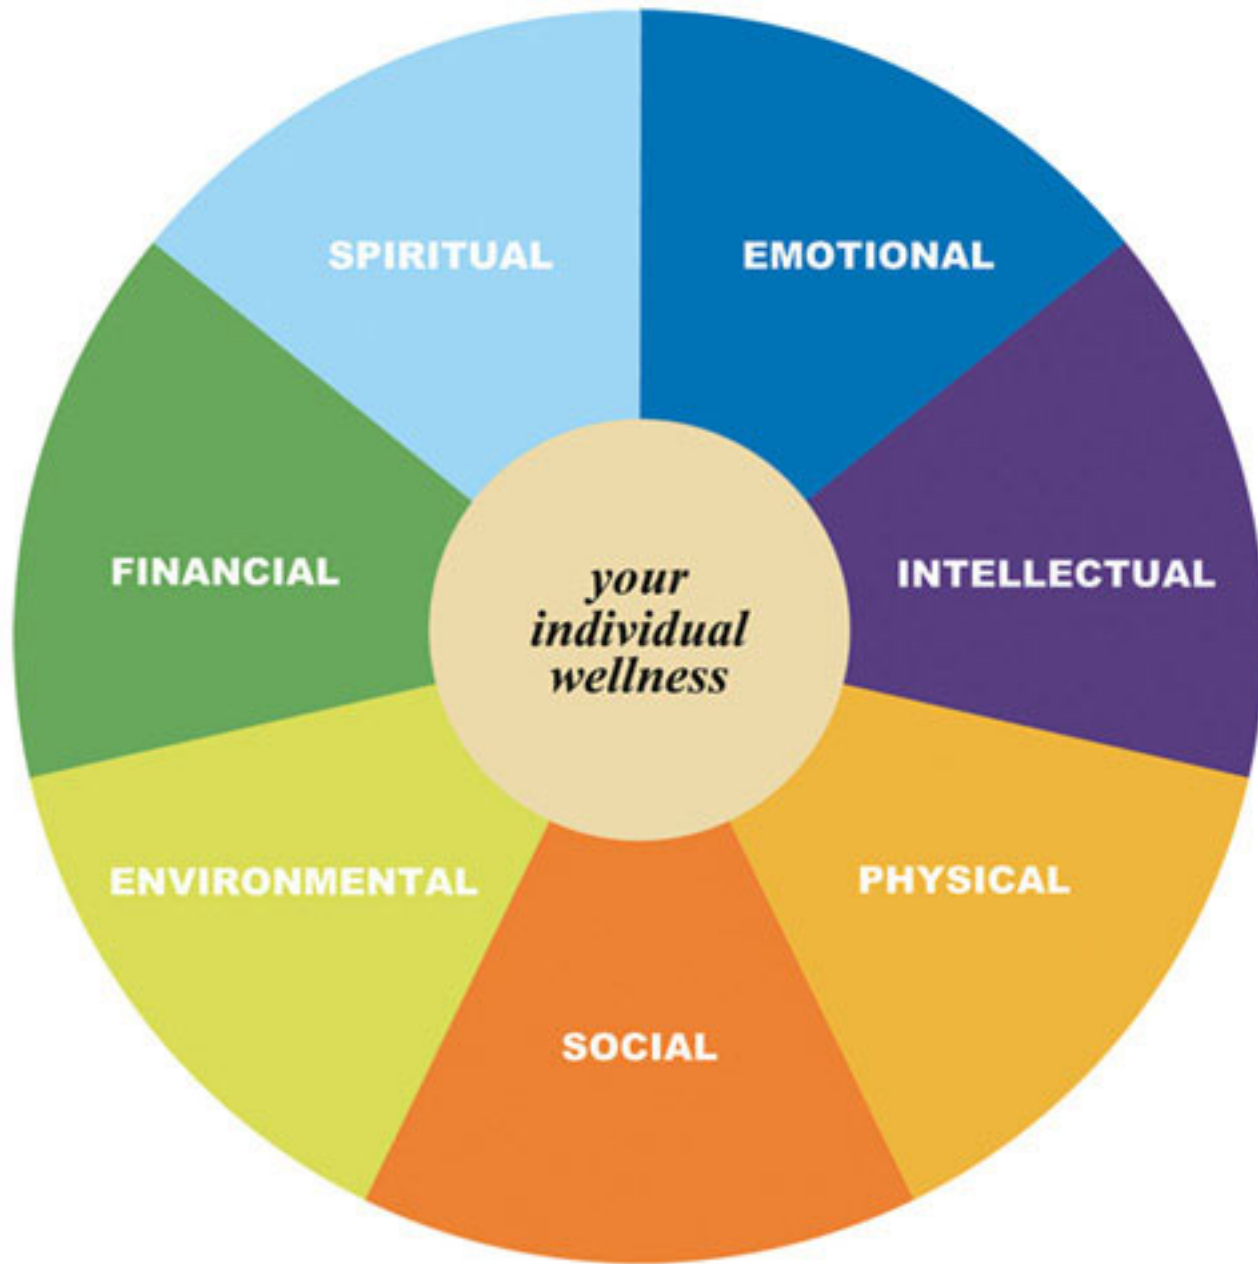 SPIRITUAL
EMOTIONAL
FINANCIAL
INTELLECTUAL
your
individual
wellness
ENVIRONMENTAL
PHYSICAL
SOCIAL